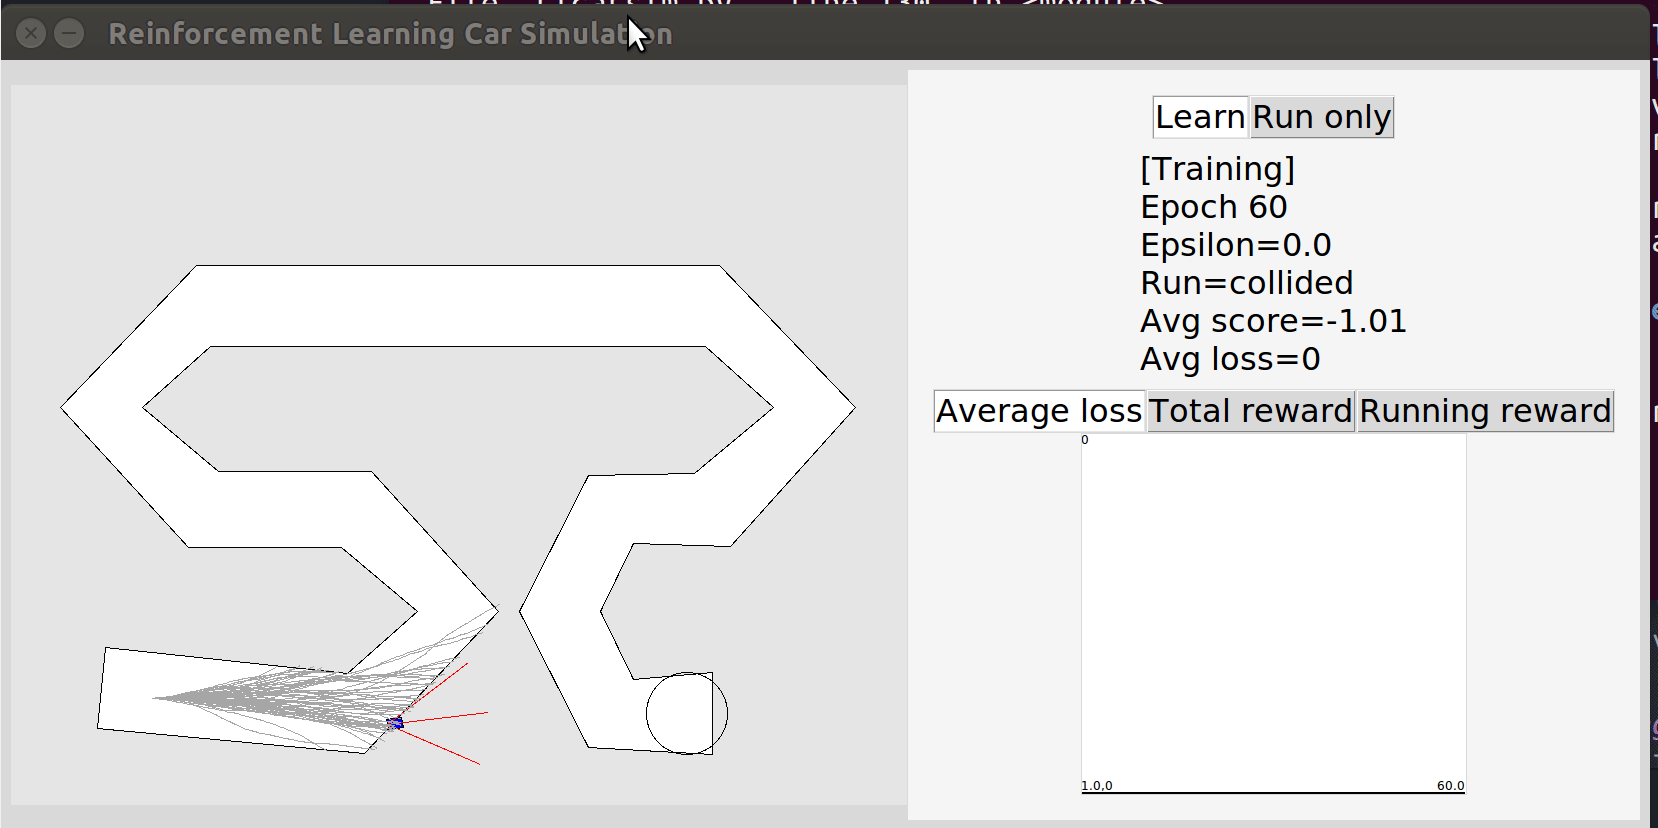 Reinforcement Learning Car Simulation
Learn Run only
[Training]
Epoch 60
Epsilon=0.0
Run=collided
Avg score=-1.01
Avg loss=0
Average loss Total reward Running reward
0
1.0,0 60.0